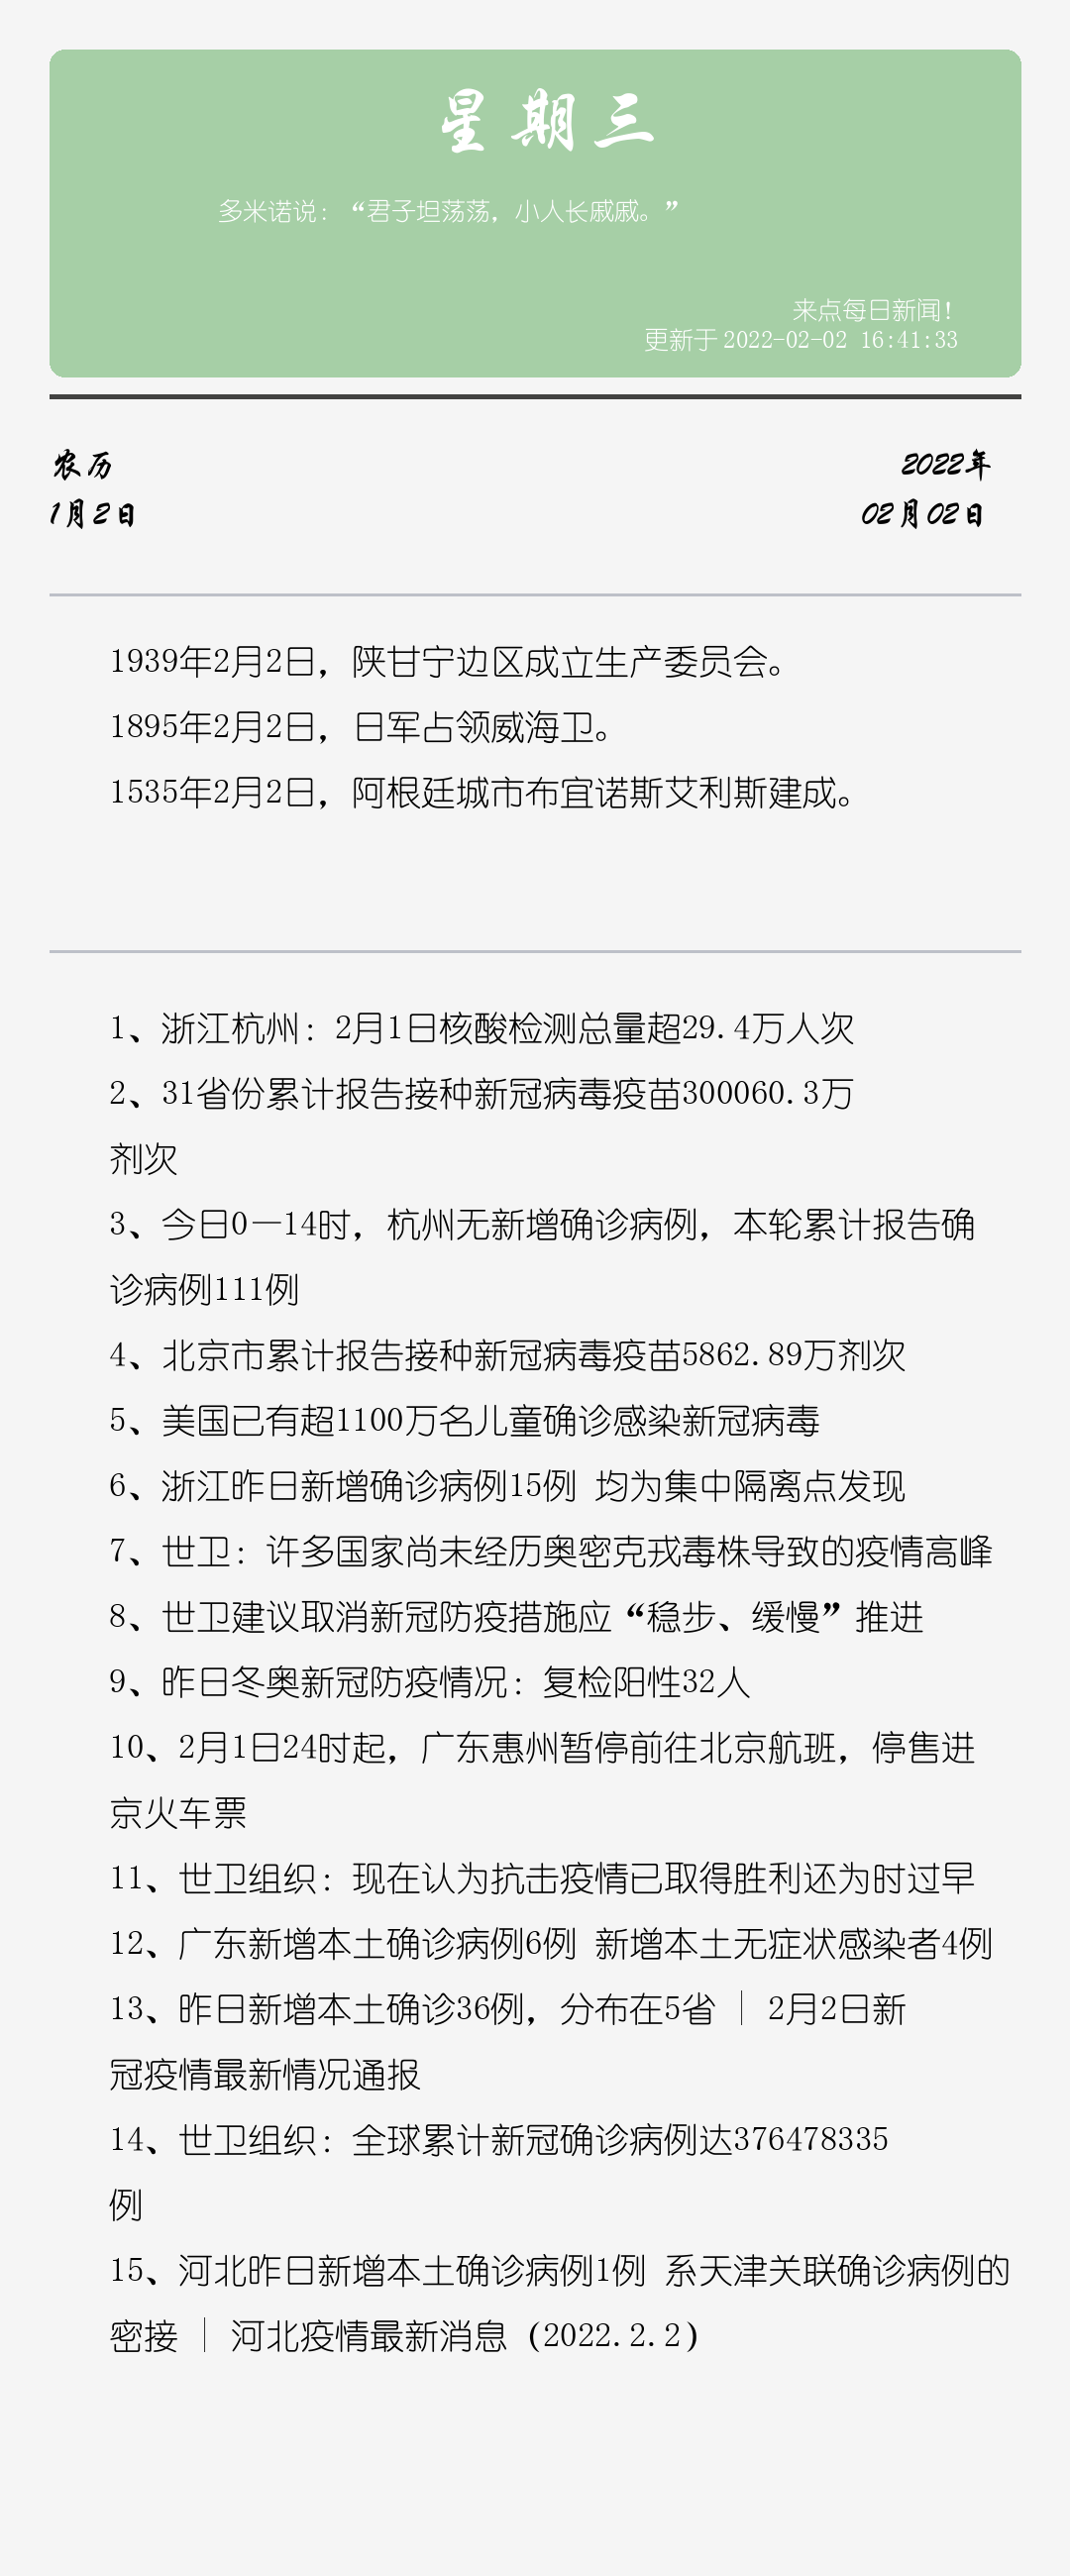 星期三
多米诺说：“君子坦荡荡，小人长戚戚。”
来点每日新闻！
更新于 2022-02-02 16:41:33
农历
1月2日
2022年
02月02日
1939年2月2日，陕甘宁边区成立生产委员会。
1895年2月2日，日军占领威海卫。
1535年2月2日，阿根廷城市布宜诺斯艾利斯建成。
1、浙江杭州：2月1日核酸检测总量超29.4万人次
2、31省份累计报告接种新冠病毒疫苗300060.3万
剂次
3、今日0—14时，杭州无新增确诊病例，本轮累计报告确
诊病例111例
4、北京市累计报告接种新冠病毒疫苗5862.89万剂次
5、美国已有超1100万名儿童确诊感染新冠病毒
6、浙江昨日新增确诊病例15例 均为集中隔离点发现
7、世卫：许多国家尚未经历奥密克戎毒株导致的疫情高峰
8、世卫建议取消新冠防疫措施应“稳步、缓慢”推进
9、昨日冬奥新冠防疫情况：复检阳性32人
10、2月1日24时起，广东惠州暂停前往北京航班，停售进
京火车票
11、世卫组织：现在认为抗击疫情已取得胜利还为时过早
12、广东新增本土确诊病例6例 新增本土无症状感染者4例
13、昨日新增本土确诊36例，分布在5省 | 2月2日新
冠疫情最新情况通报
14、世卫组织：全球累计新冠确诊病例达376478335
例
15、河北昨日新增本土确诊病例1例 系天津关联确诊病例的
密接 | 河北疫情最新消息（2022.2.2）